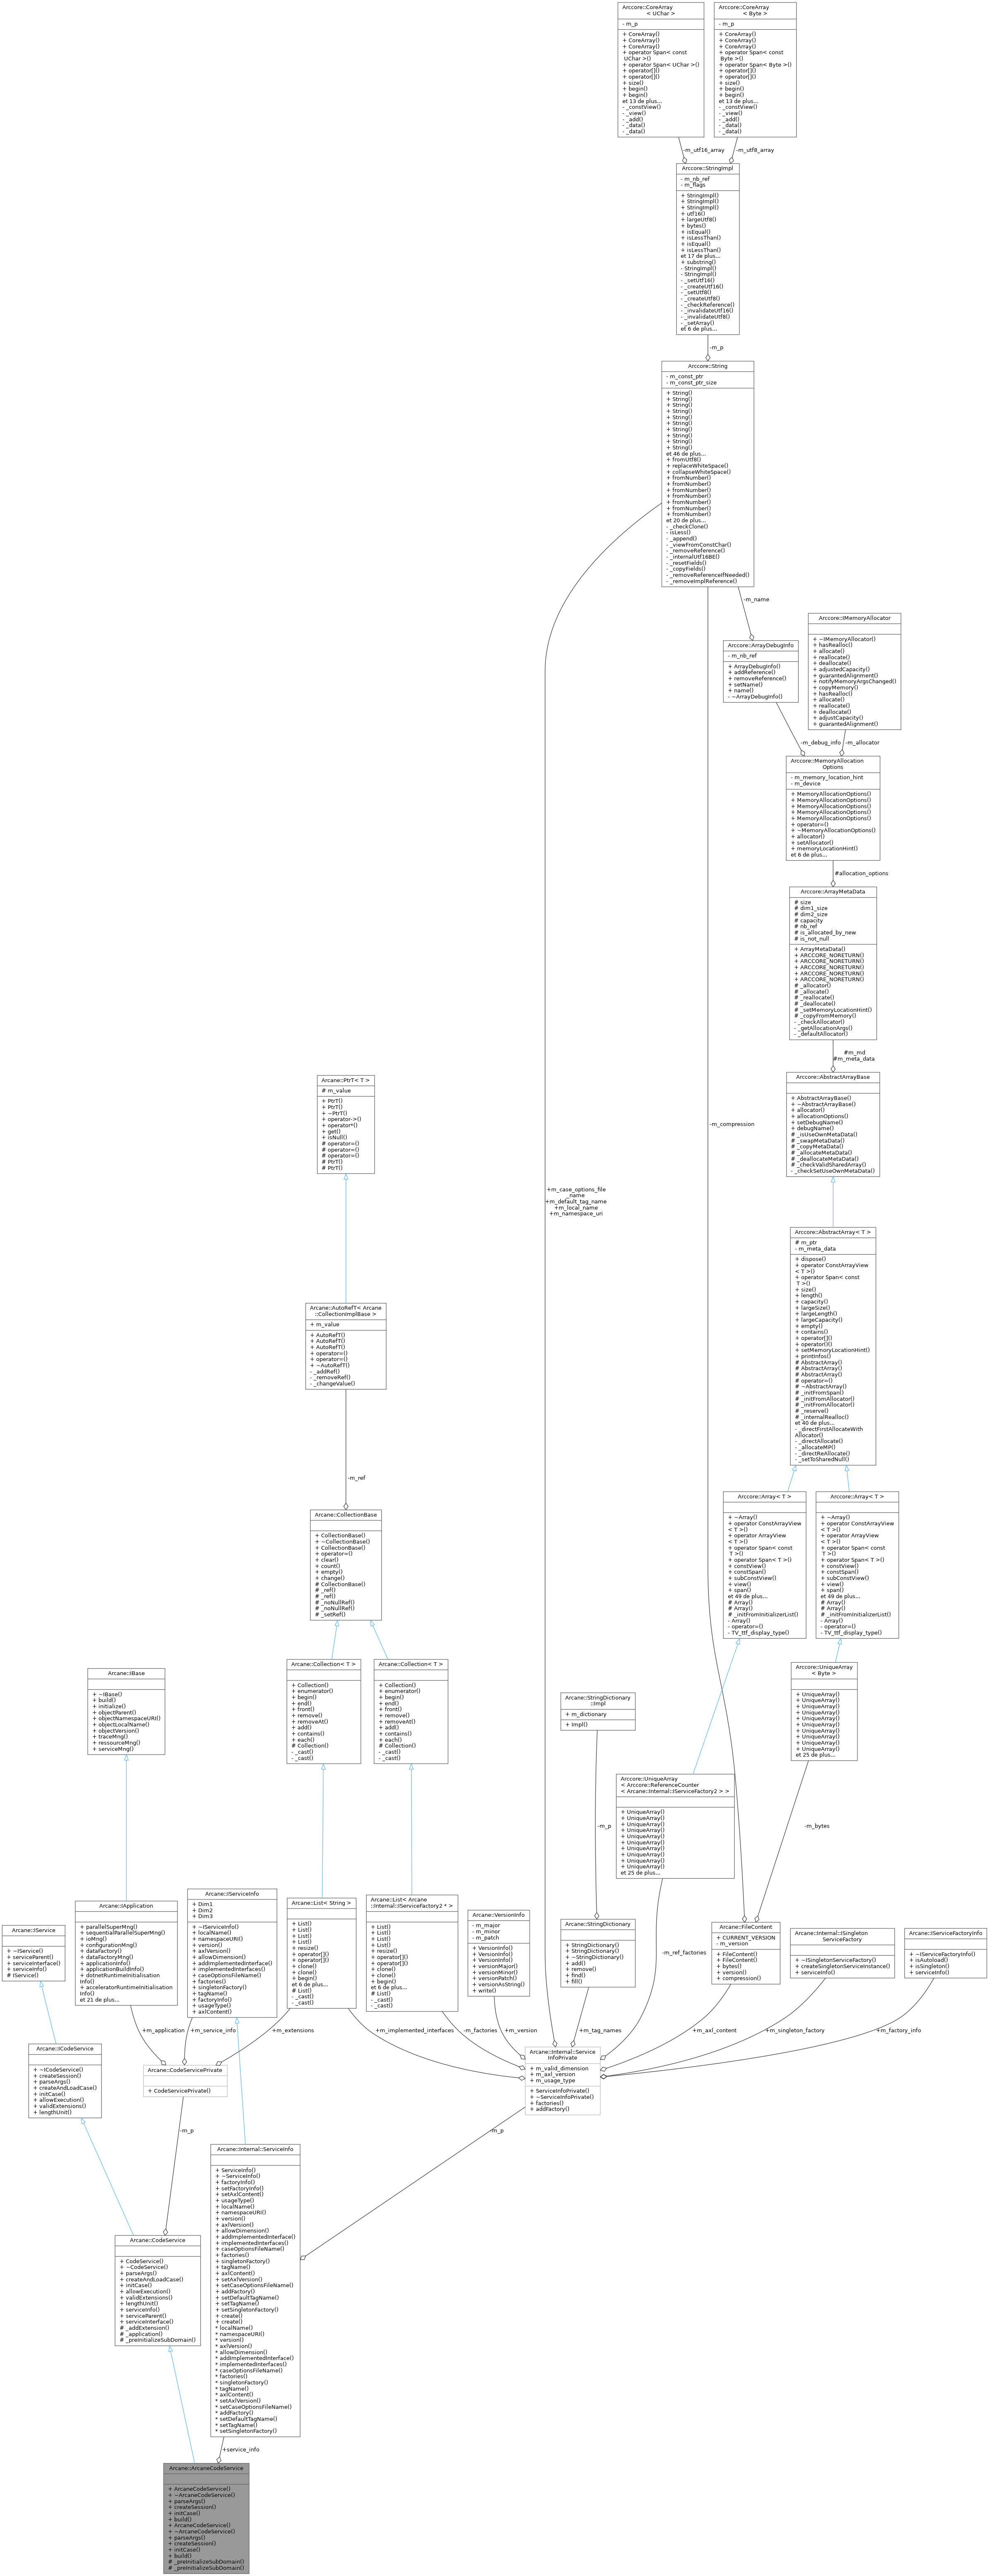 Arccore::CoreArray
< UChar >
- m_p
+ CoreArray()
+ CoreArray()
+ CoreArray()
+ operator Span< const
UChar >()
+ operator Span< UChar >()
+ operator[]()
+ operator[]()
+ size()
+ begin()
+ begin()
et 13 de plus...
- _constView()
- _view()
- _add()
- _data()
- _data()
Arccore::CoreArray
< Byte >
- m_p
+ CoreArray()
+ CoreArray()
+ CoreArray()
+ operator Span< const
Byte >()
+ operator Span< Byte >()
+ operator[]()
+ operator[]()
+ size()
+ begin()
+ begin()
et 13 de plus...
- _constView()
- _view()
- _add()
- _data()
- _data()
-m_utf16_array
-m_utf8_array
Arccore::StringImpl
- m_nb_ref
- m_flags
+ StringImpl()
+ StringImpl()
+ StringImpl()
+ utf16()
+ largeUtf8()
+ bytes()
+ isEqual()
+ isLessThan()
+ isEqual()
+ isLessThan()
et 17 de plus...
+ substring()
- StringImpl()
- StringImpl()
- _setUtf16()
- _createUtf16()
- _setUtf8()
- _createUtf8()
- _checkReference()
- _invalidateUtf16()
- _invalidateUtf8()
- _setArray()
et 6 de plus...
-m_p
Arccore::String
- m_const_ptr
- m_const_ptr_size
+ String()
+ String()
+ String()
+ String()
+ String()
+ String()
+ String()
+ String()
+ String()
+ String()
et 46 de plus...
+ fromUtf8()
+ replaceWhiteSpace()
+ collapseWhiteSpace()
+ fromNumber()
+ fromNumber()
+ fromNumber()
+ fromNumber()
+ fromNumber()
+ fromNumber()
+ fromNumber()
et 20 de plus...
- _checkClone()
- isLess()
- _append()
- _viewFromConstChar()
- _removeReference()
- _internalUtf16BE()
- _resetFields()
- _copyFields()
- _removeReferenceIfNeeded()
- _removeImplReference()
-m_name
Arccore::ArrayDebugInfo
- m_nb_ref
+ ArrayDebugInfo()
+ addReference()
+ removeReference()
+ setName()
+ name()
- ~ArrayDebugInfo()
Arccore::IMemoryAllocator
+ ~IMemoryAllocator()
+ hasRealloc()
+ allocate()
+ reallocate()
+ deallocate()
+ adjustedCapacity()
+ guarantedAlignment()
+ notifyMemoryArgsChanged()
+ copyMemory()
+ hasRealloc()
+ allocate()
+ reallocate()
+ deallocate()
+ adjustCapacity()
+ guarantedAlignment()
-m_debug_info
-m_allocator
Arccore::MemoryAllocation
Options
- m_memory_location_hint
- m_device
+ MemoryAllocationOptions()
+ MemoryAllocationOptions()
+ MemoryAllocationOptions()
+ MemoryAllocationOptions()
+ MemoryAllocationOptions()
+ operator=()
+ ~MemoryAllocationOptions()
+ allocator()
+ setAllocator()
+ memoryLocationHint()
et 6 de plus...
#allocation_options
Arccore::ArrayMetaData
# size
# dim1_size
# dim2_size
# capacity
# nb_ref
# is_allocated_by_new
# is_not_null
+ ArrayMetaData()
+ ARCCORE_NORETURN()
+ ARCCORE_NORETURN()
+ ARCCORE_NORETURN()
+ ARCCORE_NORETURN()
+ ARCCORE_NORETURN()
# _allocator()
# _allocate()
# _reallocate()
# _deallocate()
# _setMemoryLocationHint()
# _copyFromMemory()
- _checkAllocator()
- _getAllocationArgs()
- _defaultAllocator()
#m_md
#m_meta_data
Arccore::AbstractArrayBase
+ AbstractArrayBase()
+ ~AbstractArrayBase()
+ allocator()
+ allocationOptions()
+ setDebugName()
+ debugName()
# _isUseOwnMetaData()
# _swapMetaData()
# _copyMetaData()
# _allocateMetaData()
# _deallocateMetaData()
# _checkValidSharedArray()
- _checkSetUseOwnMetaData()
-m_compression
+m_case_options_file
_name
+m_default_tag_name
+m_local_name
+m_namespace_uri
Arcane::PtrT< T >
# m_value
+ PtrT()
+ PtrT()
+ ~PtrT()
+ operator->()
+ operator*()
+ get()
+ isNull()
# operator=()
# operator=()
# operator=()
# PtrT()
# PtrT()
Arccore::AbstractArray< T >
# m_ptr
- m_meta_data
+ dispose()
+ operator ConstArrayView
< T >()
+ operator Span< const
T >()
+ size()
+ length()
+ capacity()
+ largeSize()
+ largeLength()
+ largeCapacity()
+ empty()
+ contains()
+ operator[]()
+ operator()()
+ setMemoryLocationHint()
+ printInfos()
# AbstractArray()
# AbstractArray()
# AbstractArray()
# operator=()
# ~AbstractArray()
# _initFromSpan()
# _initFromAllocator()
# _initFromAllocator()
# _reserve()
# _internalRealloc()
et 40 de plus...
- _directFirstAllocateWith
Allocator()
- _directAllocate()
- _allocateMP()
- _directReAllocate()
- _setToSharedNull()
Arcane::AutoRefT< Arcane
::CollectionImplBase >
+ m_value
+ AutoRefT()
+ AutoRefT()
+ AutoRefT()
+ operator=()
+ operator=()
+ ~AutoRefT()
- _addRef()
- _removeRef()
- _changeValue()
-m_ref
Arcane::CollectionBase
+ CollectionBase()
+ ~CollectionBase()
+ CollectionBase()
+ operator=()
+ clear()
+ count()
+ empty()
+ change()
# CollectionBase()
# _ref()
# _ref()
# _noNullRef()
# _noNullRef()
# _setRef()
Arccore::Array< T >
+ ~Array()
+ operator ConstArrayView
< T >()
+ operator ArrayView
< T >()
+ operator Span< const
T >()
+ operator Span< T >()
+ constView()
+ constSpan()
+ subConstView()
+ view()
+ span()
et 49 de plus...
# Array()
# Array()
# _initFromInitializerList()
- Array()
- operator=()
- TV_ttf_display_type()
Arccore::Array< T >
+ ~Array()
+ operator ConstArrayView
< T >()
+ operator ArrayView
< T >()
+ operator Span< const
T >()
+ operator Span< T >()
+ constView()
+ constSpan()
+ subConstView()
+ view()
+ span()
et 49 de plus...
# Array()
# Array()
# _initFromInitializerList()
- Array()
- operator=()
- TV_ttf_display_type()
Arcane::IBase
+ ~IBase()
+ build()
+ initialize()
+ objectParent()
+ objectNamespaceURI()
+ objectLocalName()
+ objectVersion()
+ traceMng()
+ ressourceMng()
+ serviceMng()
Arcane::Collection< T >
+ Collection()
+ enumerator()
+ begin()
+ end()
+ front()
+ remove()
+ removeAt()
+ add()
+ contains()
+ each()
# Collection()
- _cast()
- _cast()
Arcane::Collection< T >
+ Collection()
+ enumerator()
+ begin()
+ end()
+ front()
+ remove()
+ removeAt()
+ add()
+ contains()
+ each()
# Collection()
- _cast()
- _cast()
Arcane::StringDictionary
::Impl
+ m_dictionary
+ Impl()
-m_p
Arccore::UniqueArray
< Arccore::ReferenceCounter
< Arcane::Internal::IServiceFactory2 > >
+ UniqueArray()
+ UniqueArray()
+ UniqueArray()
+ UniqueArray()
+ UniqueArray()
+ UniqueArray()
+ UniqueArray()
+ UniqueArray()
+ UniqueArray()
+ UniqueArray()
et 25 de plus...
Arccore::UniqueArray
< Byte >
+ UniqueArray()
+ UniqueArray()
+ UniqueArray()
+ UniqueArray()
+ UniqueArray()
+ UniqueArray()
+ UniqueArray()
+ UniqueArray()
+ UniqueArray()
+ UniqueArray()
et 25 de plus...
-m_bytes
Arcane::IService
+ ~IService()
+ serviceParent()
+ serviceInterface()
+ serviceInfo()
# IService()
Arcane::IApplication
+ parallelSuperMng()
+ sequentialParallelSuperMng()
+ ioMng()
+ configurationMng()
+ dataFactory()
+ dataFactoryMng()
+ applicationInfo()
+ applicationBuildInfo()
+ dotnetRuntimeInitialisation
Info()
+ acceleratorRuntimeInitialisation
Info()
et 21 de plus...
Arcane::IServiceInfo
+ Dim1
+ Dim2
+ Dim3
+ ~IServiceInfo()
+ localName()
+ namespaceURI()
+ version()
+ axlVersion()
+ allowDimension()
+ addImplementedInterface()
+ implementedInterfaces()
+ caseOptionsFileName()
+ factories()
+ singletonFactory()
+ tagName()
+ factoryInfo()
+ usageType()
+ axlContent()
Arcane::List< String >
+ List()
+ List()
+ List()
+ List()
+ resize()
+ operator[]()
+ operator[]()
+ clone()
+ clone()
+ begin()
et 6 de plus...
# List()
- _cast()
- _cast()
Arcane::List< Arcane
::Internal::IServiceFactory2 * >
+ List()
+ List()
+ List()
+ List()
+ resize()
+ operator[]()
+ operator[]()
+ clone()
+ clone()
+ begin()
et 6 de plus...
# List()
- _cast()
- _cast()
Arcane::VersionInfo
- m_major
- m_minor
- m_patch
+ VersionInfo()
+ VersionInfo()
+ VersionInfo()
+ versionMajor()
+ versionMinor()
+ versionPatch()
+ versionAsString()
+ write()
Arcane::StringDictionary
+ StringDictionary()
+ StringDictionary()
+ ~StringDictionary()
+ add()
+ remove()
+ find()
+ fill()
-m_ref_factories
Arcane::FileContent
+ CURRENT_VERSION
- m_version
+ FileContent()
+ FileContent()
+ bytes()
+ version()
+ compression()
Arcane::Internal::ISingleton
ServiceFactory
+ ~ISingletonServiceFactory()
+ createSingletonServiceInstance()
+ serviceInfo()
Arcane::IServiceFactoryInfo
+ ~IServiceFactoryInfo()
+ isAutoload()
+ isSingleton()
+ serviceInfo()
+m_application
+m_service_info
+m_extensions
+m_implemented_interfaces
-m_factories
+m_version
+m_tag_names
+m_axl_content
+m_singleton_factory
+m_factory_info
Arcane::ICodeService
+ ~ICodeService()
+ createSession()
+ parseArgs()
+ createAndLoadCase()
+ initCase()
+ allowExecution()
+ validExtensions()
+ lengthUnit()
Arcane::CodeServicePrivate
+ CodeServicePrivate()
Arcane::Internal::Service
InfoPrivate
+ m_valid_dimension
+ m_axl_version
+ m_usage_type
+ ServiceInfoPrivate()
+ ~ServiceInfoPrivate()
+ factories()
+ addFactory()
-m_p
-m_p
Arcane::Internal::ServiceInfo
+ ServiceInfo()
+ ~ServiceInfo()
+ factoryInfo()
+ setFactoryInfo()
+ setAxlContent()
+ usageType()
+ localName()
+ namespaceURI()
+ version()
+ axlVersion()
+ allowDimension()
+ addImplementedInterface()
+ implementedInterfaces()
+ caseOptionsFileName()
+ factories()
+ singletonFactory()
+ tagName()
+ axlContent()
+ setAxlVersion()
+ setCaseOptionsFileName()
+ addFactory()
+ setDefaultTagName()
+ setTagName()
+ setSingletonFactory()
+ create()
+ create()
* localName()
* namespaceURI()
* version()
* axlVersion()
* allowDimension()
* addImplementedInterface()
* implementedInterfaces()
* caseOptionsFileName()
* factories()
* singletonFactory()
* tagName()
* axlContent()
* setAxlVersion()
* setCaseOptionsFileName()
* addFactory()
* setDefaultTagName()
* setTagName()
* setSingletonFactory()
Arcane::CodeService
+ CodeService()
+ ~CodeService()
+ parseArgs()
+ createAndLoadCase()
+ initCase()
+ allowExecution()
+ validExtensions()
+ lengthUnit()
+ serviceInfo()
+ serviceParent()
+ serviceInterface()
# _addExtension()
# _application()
# _preInitializeSubDomain()
+service_info
Arcane::ArcaneCodeService
+ ArcaneCodeService()
+ ~ArcaneCodeService()
+ parseArgs()
+ createSession()
+ initCase()
+ build()
+ ArcaneCodeService()
+ ~ArcaneCodeService()
+ parseArgs()
+ createSession()
+ initCase()
+ build()
# _preInitializeSubDomain()
# _preInitializeSubDomain()